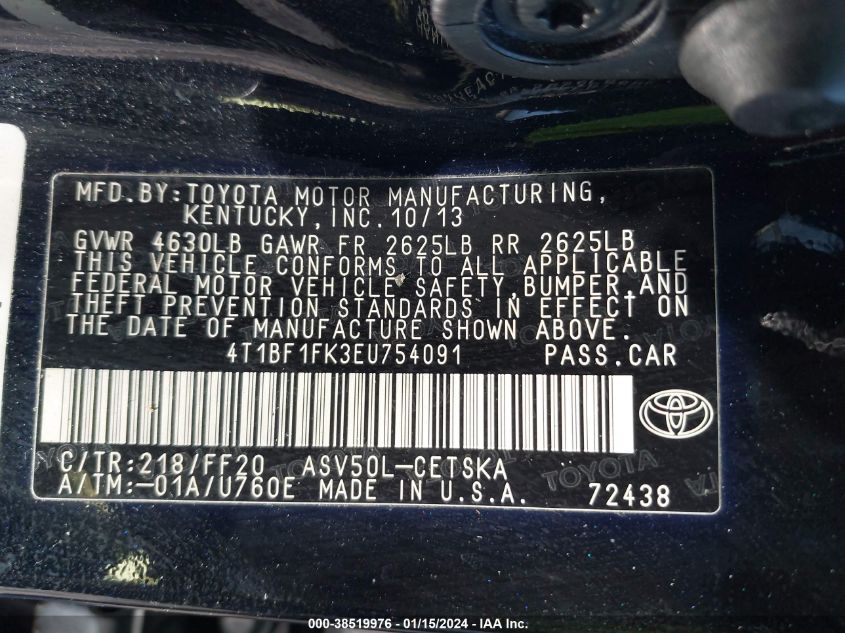 MFD.BY:TOYOTA MOTOR MANUFACTURING,
KENTUCKY,INC.10/13
GVWR 4630LB GAWR FR 2625LB RR 2625LB
THIS VEHICLE CONFORMS TO ALL APPLICABLE
FEDERAL MOTOR VEHICLE SAFETY,BUMPER,AND
THEFT PREVENTION STANDARDS IN EFFECT ON
THE DATE OF MANUFACTURE SHOWN ABOVE.
4T1BF1FK3EU754091 PASS.CAR
C/TR:218/FF20 ASV50L-CETSKA
A/TM:-01A/U760E MADE IN U.S.A. 72438
TOYOTA
000-38519976 - 01/15/2024 - IAA Inc.